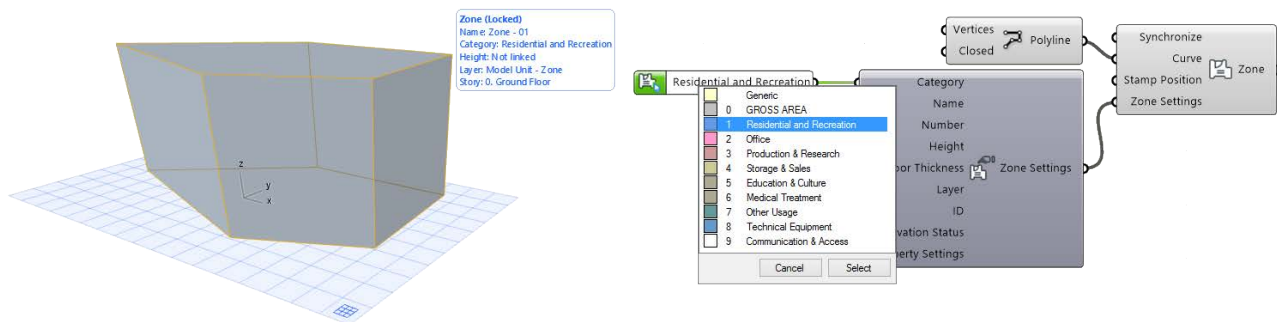 Zone (Locked)
Name: Zone - 01
Category: Residential and Recreation
Height: Not linked
Layer: Model Unit - Zone
Story: 0. Ground Floor
z
y
x
Vertices
Closed
Polyline
Synchronize
Curve
Stamp Position
Zone Settings
Zone
Residential and Recreation
Category
Name
Number
Height
oor Thickness
Layer
ID
vation Status
erty Settings
Zone Settings
Generic
0 GROSS AREA
1 Residential and Recreation
2 Office
3 Production & Research
4 Storage & Sales
5 Education & Culture
6 Medical Treatment
7 Other Usage
8 Technical Equipment
9 Communication & Access
Cancel Select